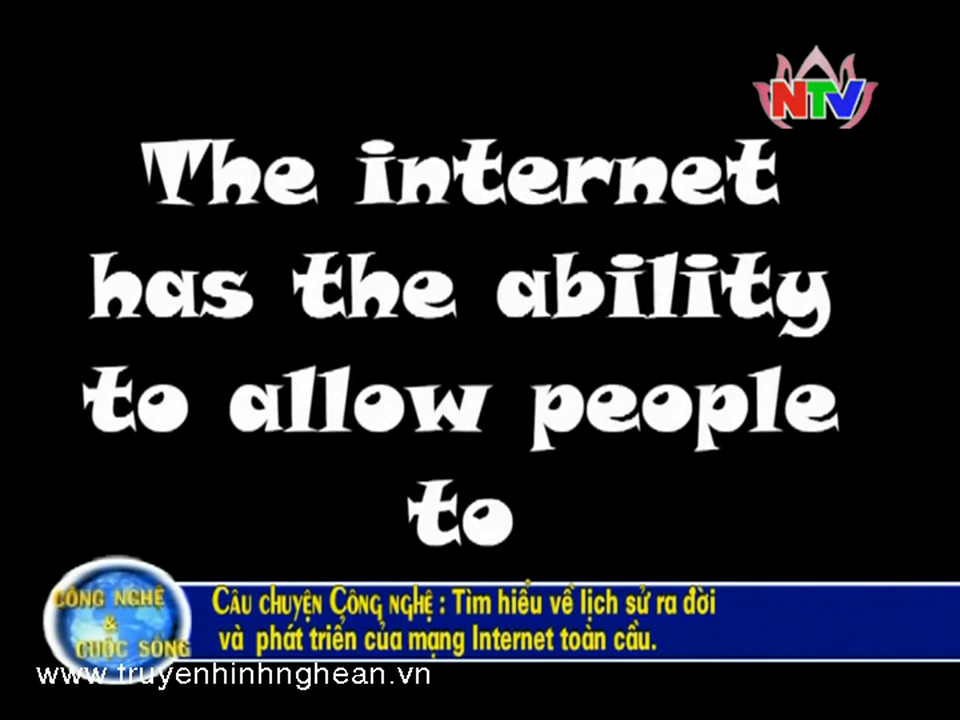 NTV
The internet
has the ability
to allow people
to
CÔNG NGHỆ
&
CUỘC SỐNG
CÂU CHUYỆN CÔNG NGHỆ : Tìm hiểu về lịch sử ra đời
và phát triển của mạng Internet toàn cầu.
www.truyenhinhnghean.vn